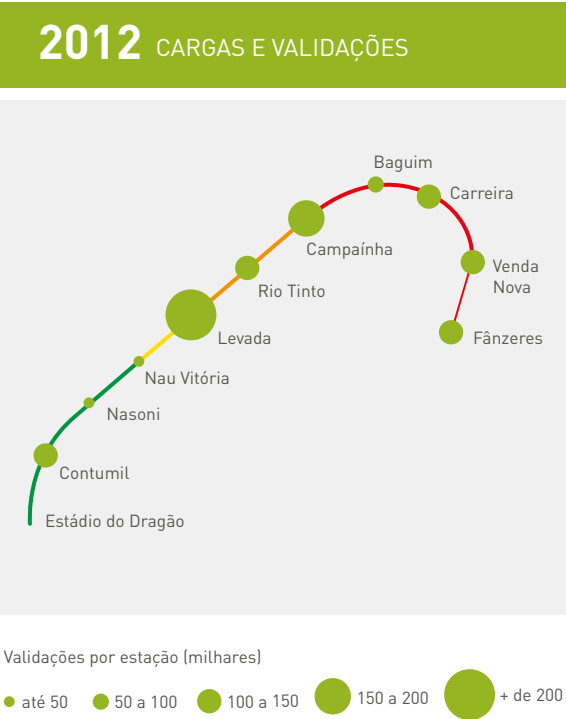 2012 CARGAS E VALIDAÇÕES
Baguim
Carreira
Campaínha
Venda
Nova
Rio Tinto
Levada
Fânzeres
Nau Vitória
Nasoni
Contumil
Estádio do Dragão
Validações por estação (milhares)
até 50 50 a 100 100 a 150 150 a 200 + de 200